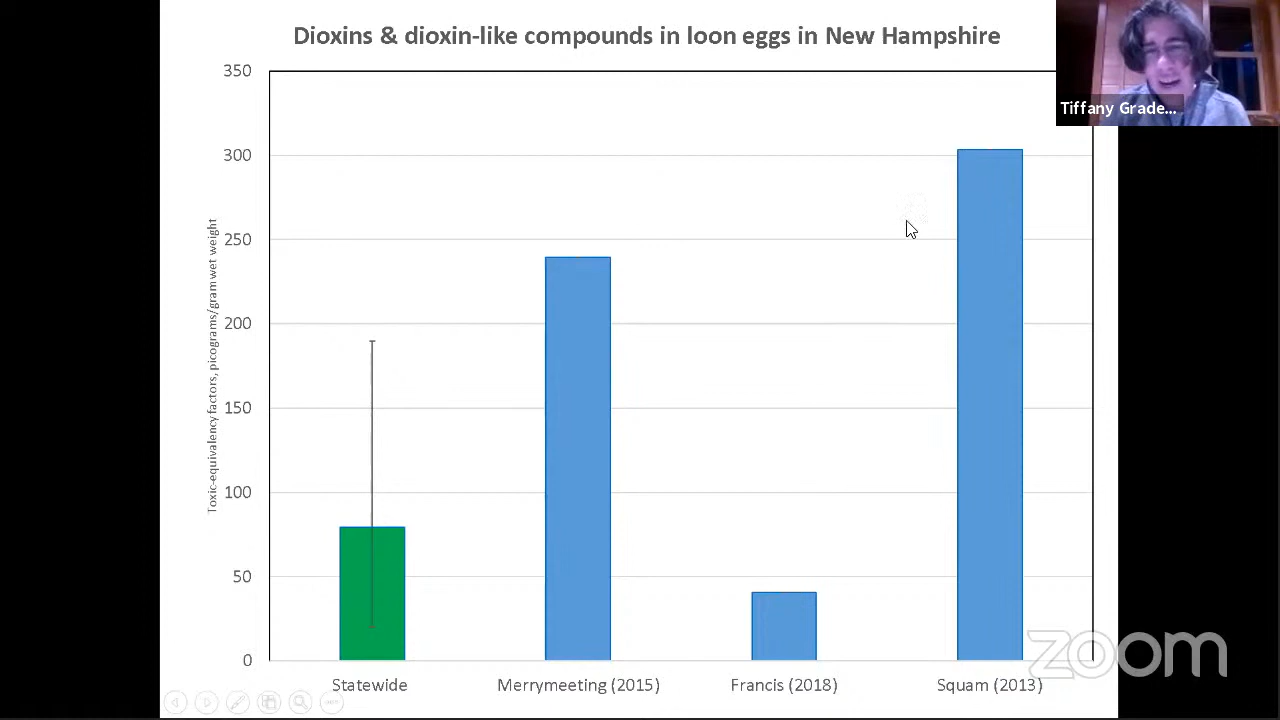 Dioxins & dioxin-like compounds in loon eggs in New Hampshire
Tiffany Grade...
350
300
250
200
150
100
50
0
Toxic-equivalency factors, picograms/gram wet weight
Statewide
Merrymeeting (2015)
Francis (2018)
Squam (2013)
zoom